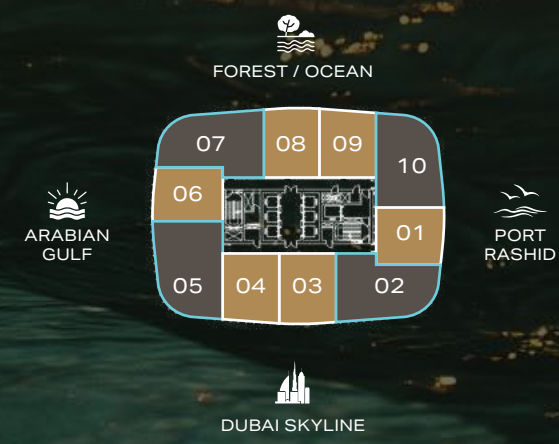 FOREST / OCEAN
07
08
09
10
06
ARABIAN
GULF
01
PORT
RASHID
05
04
03
02
DUBAI SKYLINE